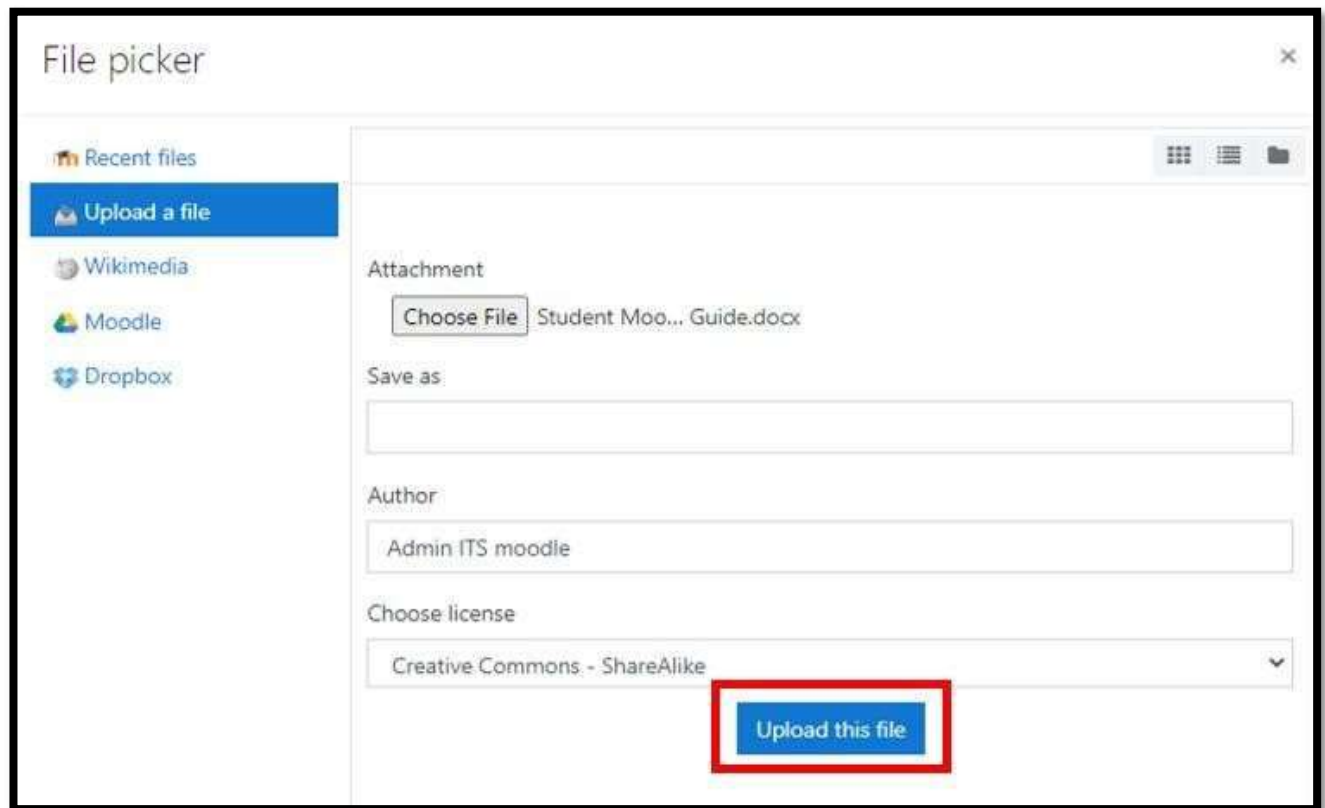 File picker
×
Recent files
Upload a file
Wikimedia
Moodle
Dropbox
Attachment
Choose File Student Moo... Guide.docx
Save as
Author
Admin ITS moodle
Choose license
Creative Commons - ShareAlike
Upload this file